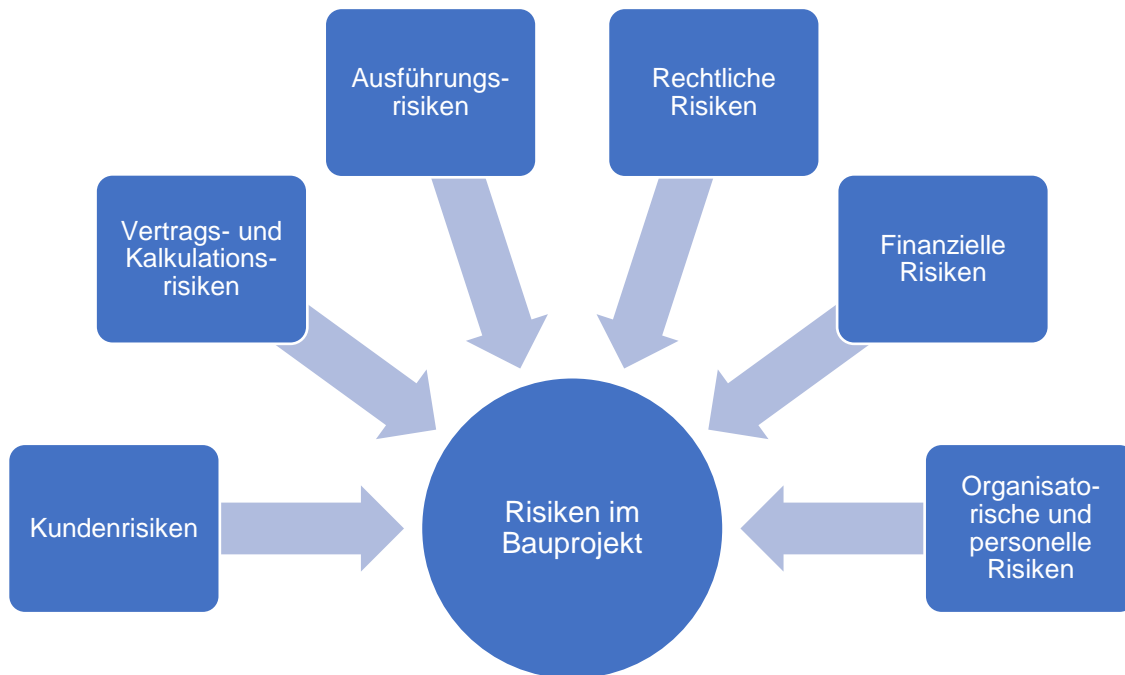 Ausführungs-
risiken
Rechtliche
Risiken
Vertrags- und
Kalkulations-
risiken
Finanzielle
Risiken
Kundenrisiken
Risiken im
Bauprojekt
Organisato-
rische und
personelle
Risiken